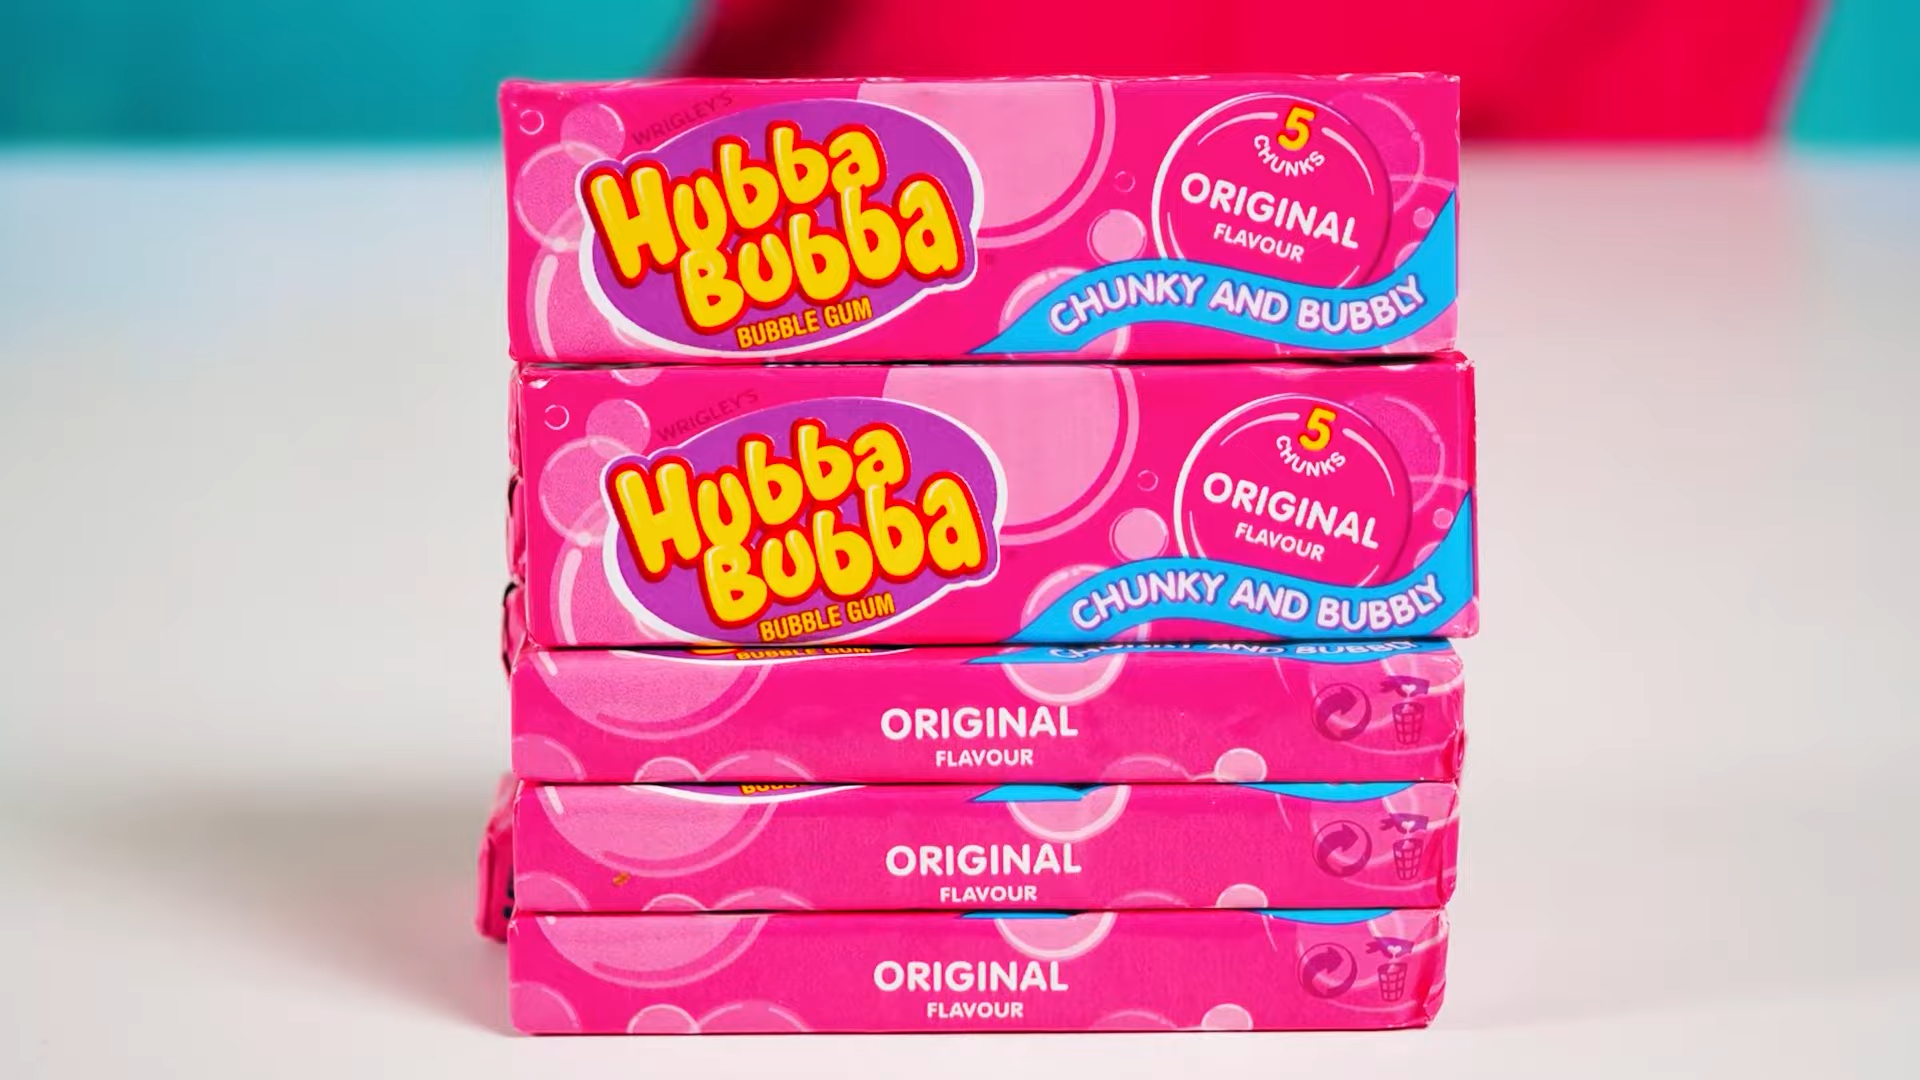 WRIGLEY'S
Hubba
Bubba
BUBBLE GUM
5
CHUNKS
ORIGINAL
FLAVOUR
CHUNKY AND BUBBLY
WRIGLEY'S
Hubba
Bubba
BUBBLE GUM
5
CHUNKS
ORIGINAL
FLAVOUR
CHUNKY AND BUBBLY
BUBBLE GUM
CHUNKY AND BUBBLY
ORIGINAL
FLAVOUR
ORIGINAL
FLAVOUR
ORIGINAL
FLAVOUR